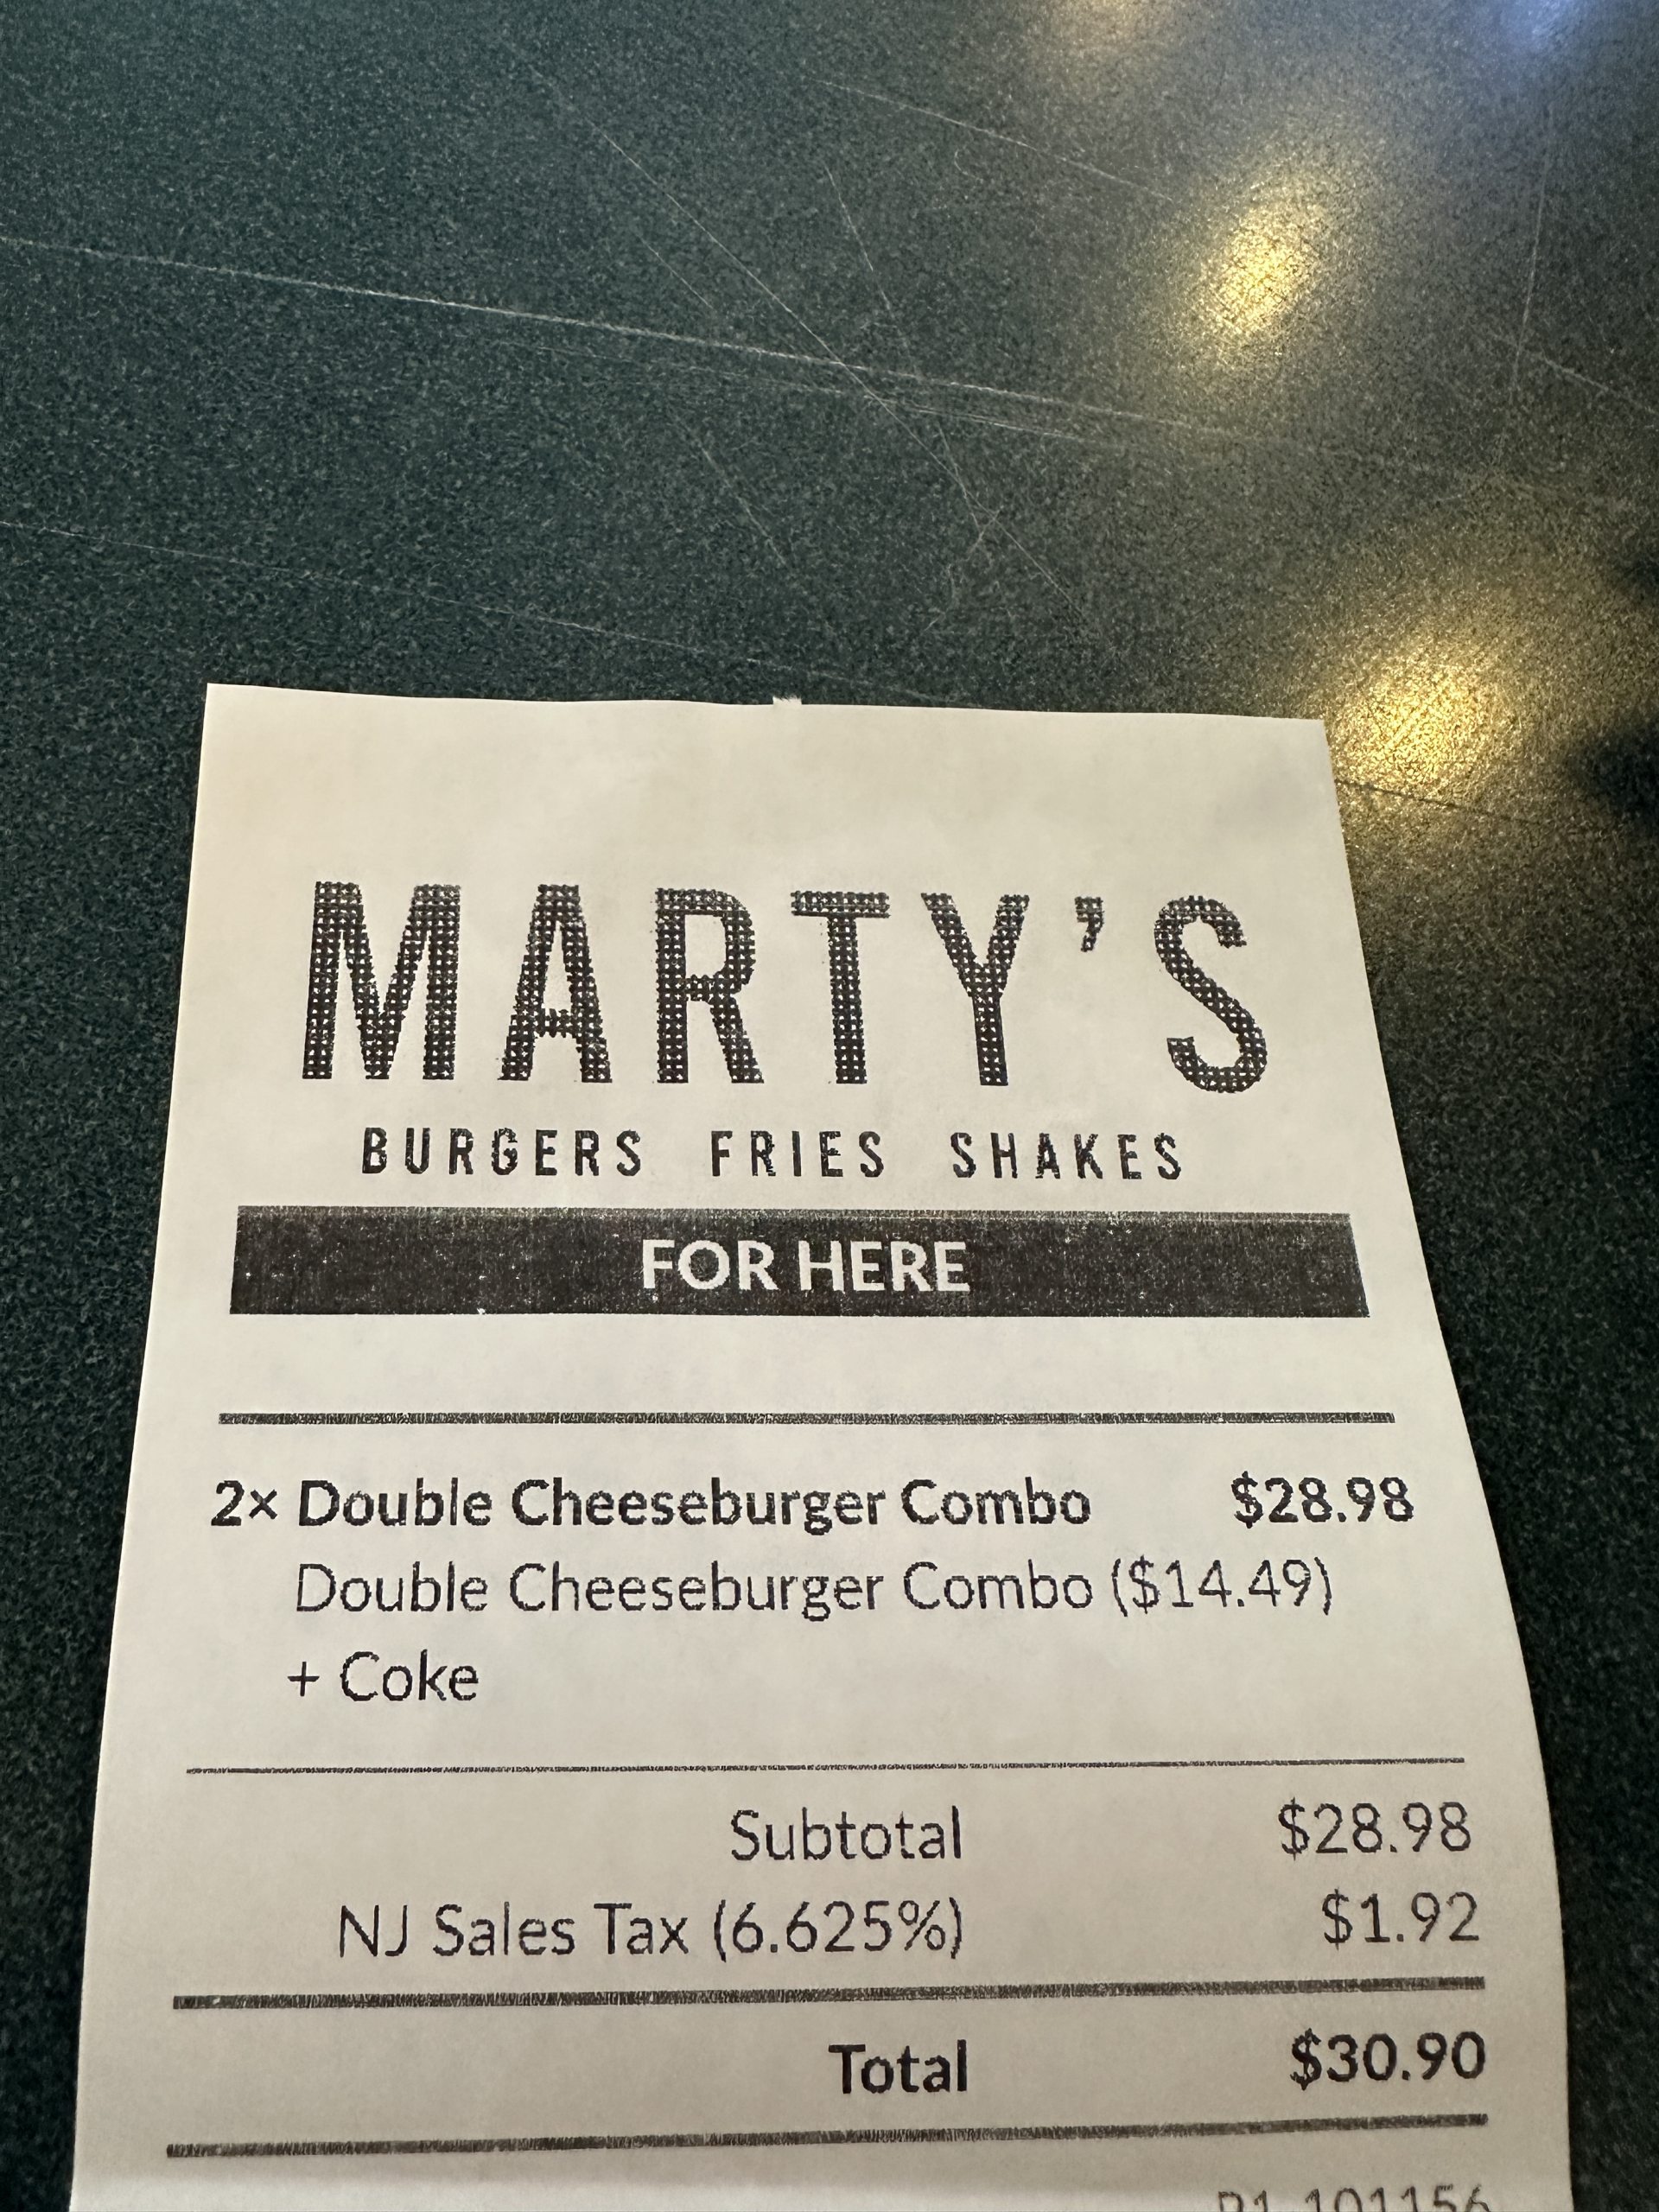 MARTY'S
BURGERS FRIES SHAKES
FOR HERE
2× Double Cheeseburger Combo $28.98
Double Cheeseburger Combo ($14.49)
+ Coke
Subtotal $28.98
NJ Sales Tax (6.625%) $1.92
Total $30.90
101156